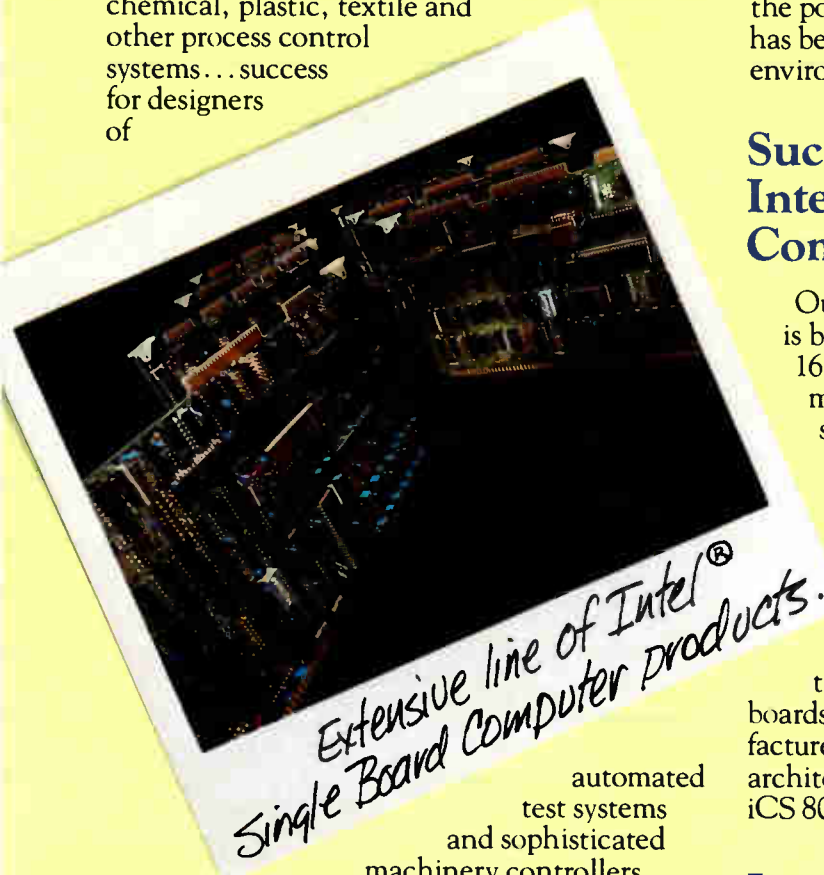 chemical, plastic, textile and
other process control
systems...success
for designers
of
Extensive line of Intel®
Single Board Computer products.
automated
test systems
and sophisticated
machinery controllers
the po
has be
enviro
Suc
Inte
Con
Ou
is b
16
m
s
t
boards
facture
archite
iCS 80